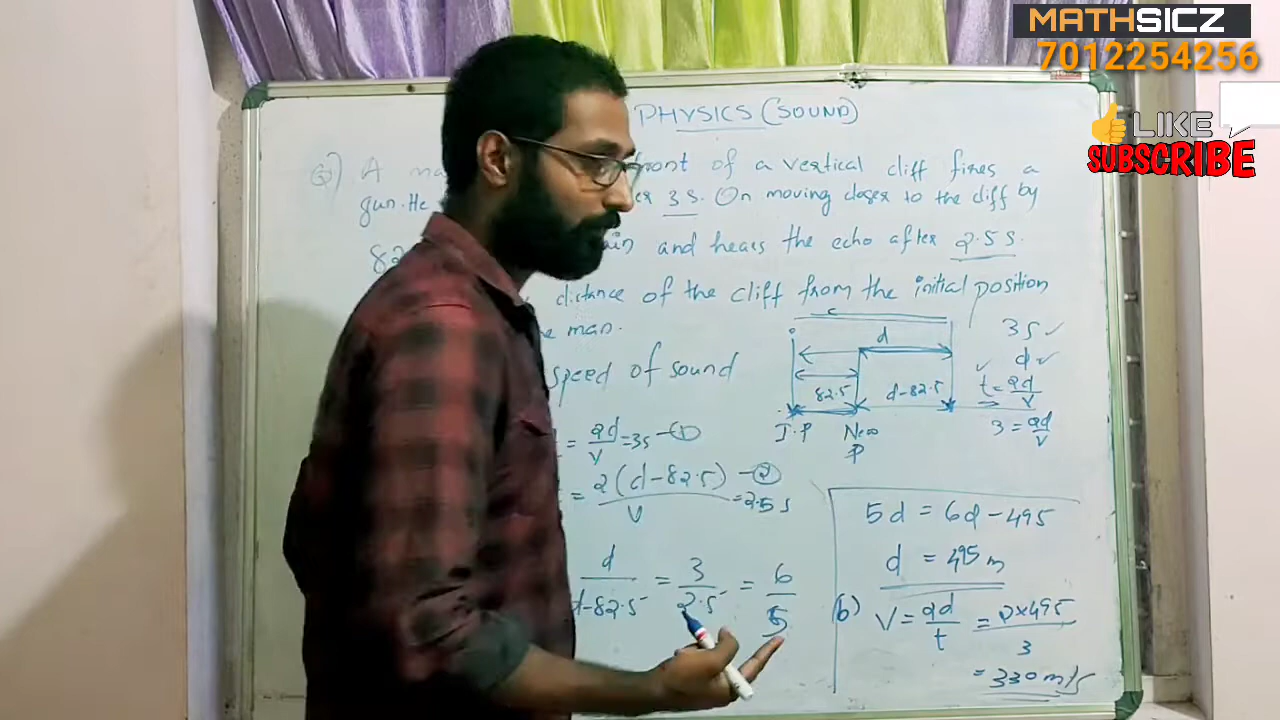 MATHSICZ
7012254256
LIKE
SUBSCRIBE
PHYSICS (SOUND)
Q) A front of a vertical cliff fires a
gun. He 3 s. On moving closer to the cliff by
and hears the echo after 2.5 s.
distance of the cliff from the initial position
man.
speed of sound
d
82.5
d-82.5
I.P
New
P
3 s ✓
d ✓
✓ t = 2d/V
3 = 2d/V
= 2d/V = 3s - ①
= 2(d-82.5)/V = 2.5 s - ②
d/d-82.5 = 3/2.5 = 6/5
5d = 6d - 495
d = 495 m
(b) V = 2d/t = 2×495/3
= 330 m/s